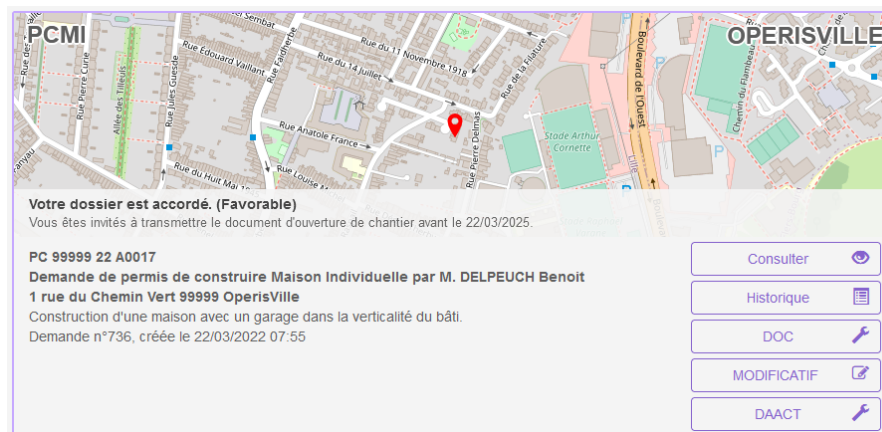 PCMI
OPERISVILLE
Sembat
Rue du 11 Novembre 1918
Rue Édouard Vaillant
Rue Faidherbe
Rue du 14 Juillet
Rue de la Filature
Boulevard de l'Ouest
Rue Pierre Curie
Allée des Tilleuls
Rue Jules Guesde
Rue Anatole France
Rue Pierre Delmas
Stade Arthur
Cornette
Chemin du Flambeau
Lille
Rue du Huit Mai
Rue Louise M
P
P
P
P
Votre dossier est accordé. (Favorable)
Vous êtes invités à transmettre le document d'ouverture de chantier avant le 22/03/2025.
PC 99999 22 A0017
Demande de permis de construire Maison Individuelle par M. DELPEUCH Benoit
1 rue du Chemin Vert 99999 OperisVille
Construction d'une maison avec un garage dans la verticalité du bâti.
Demande n°736, créée le 22/03/2022 07:55
Consulter
Historique
DOC
MODIFICATIF
DAACT